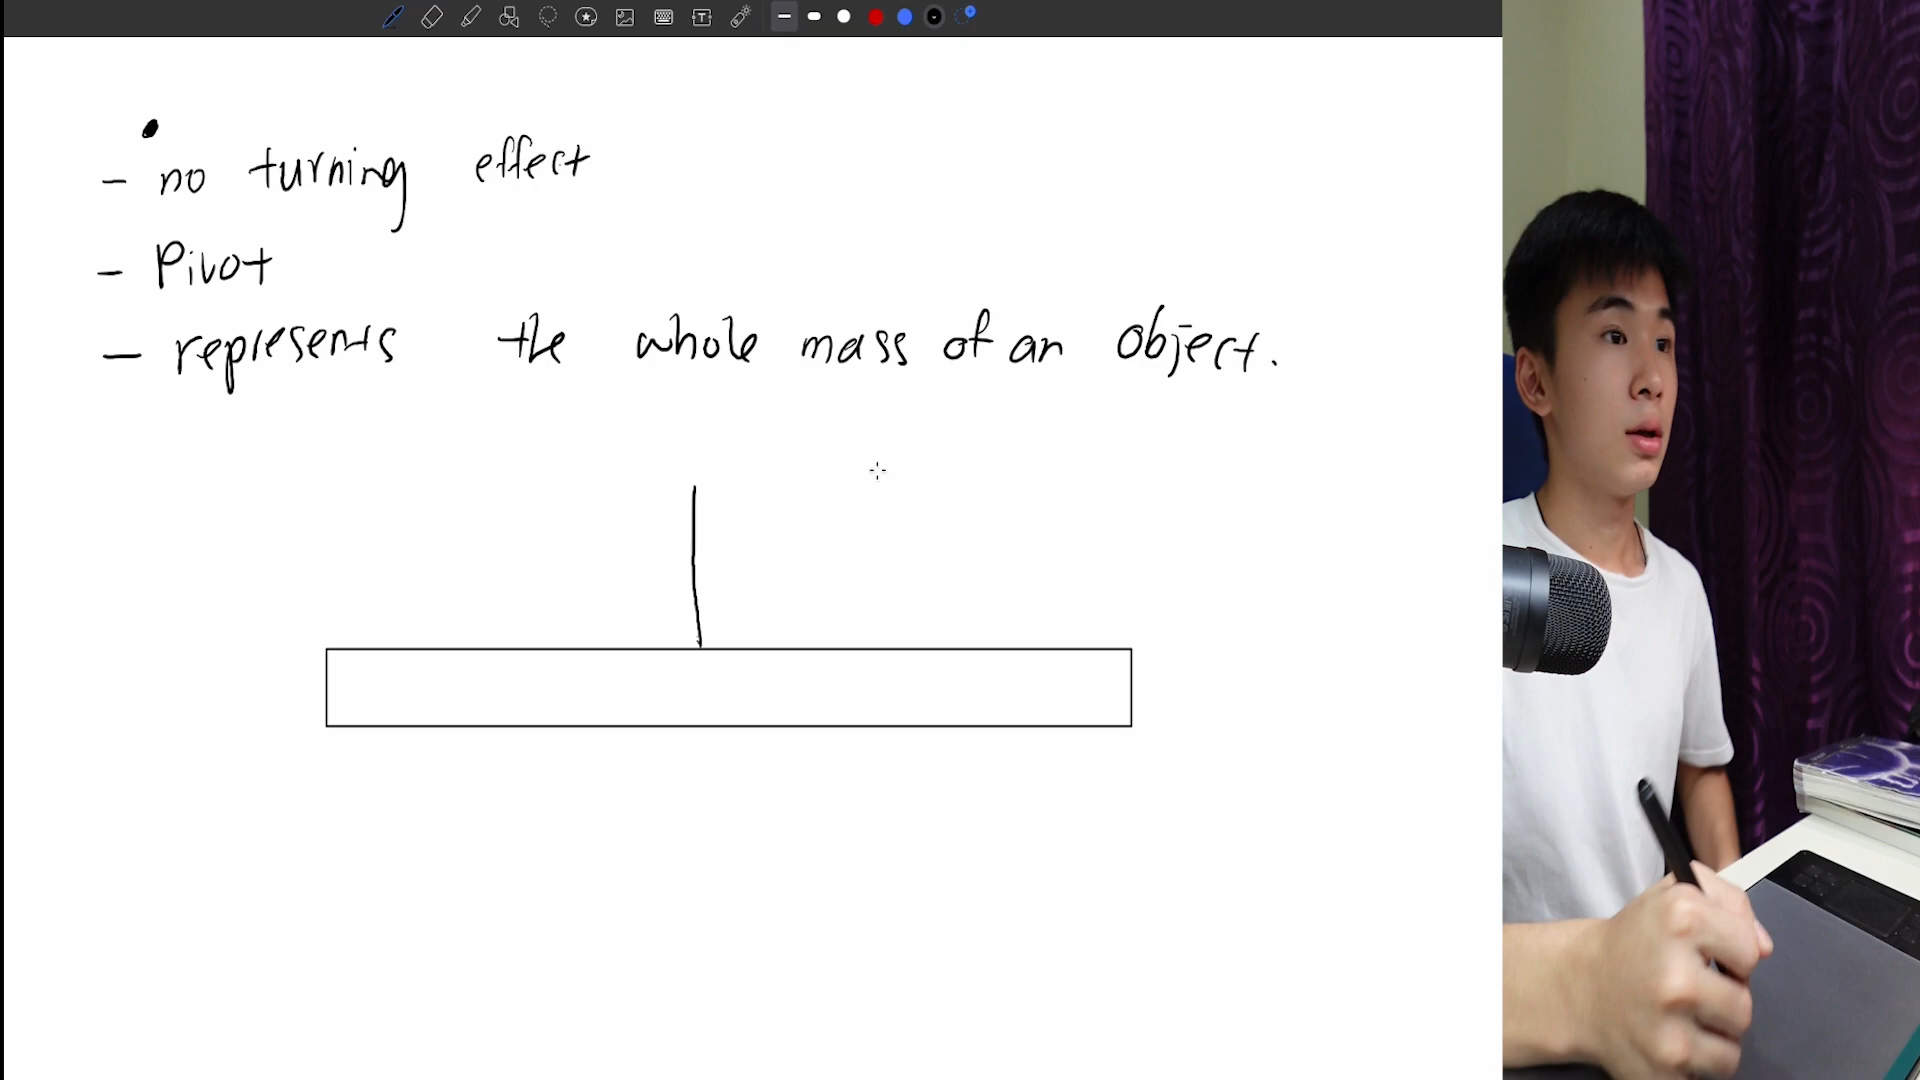 - no turning effect
- Pivot
- represents the whole mass of an object.